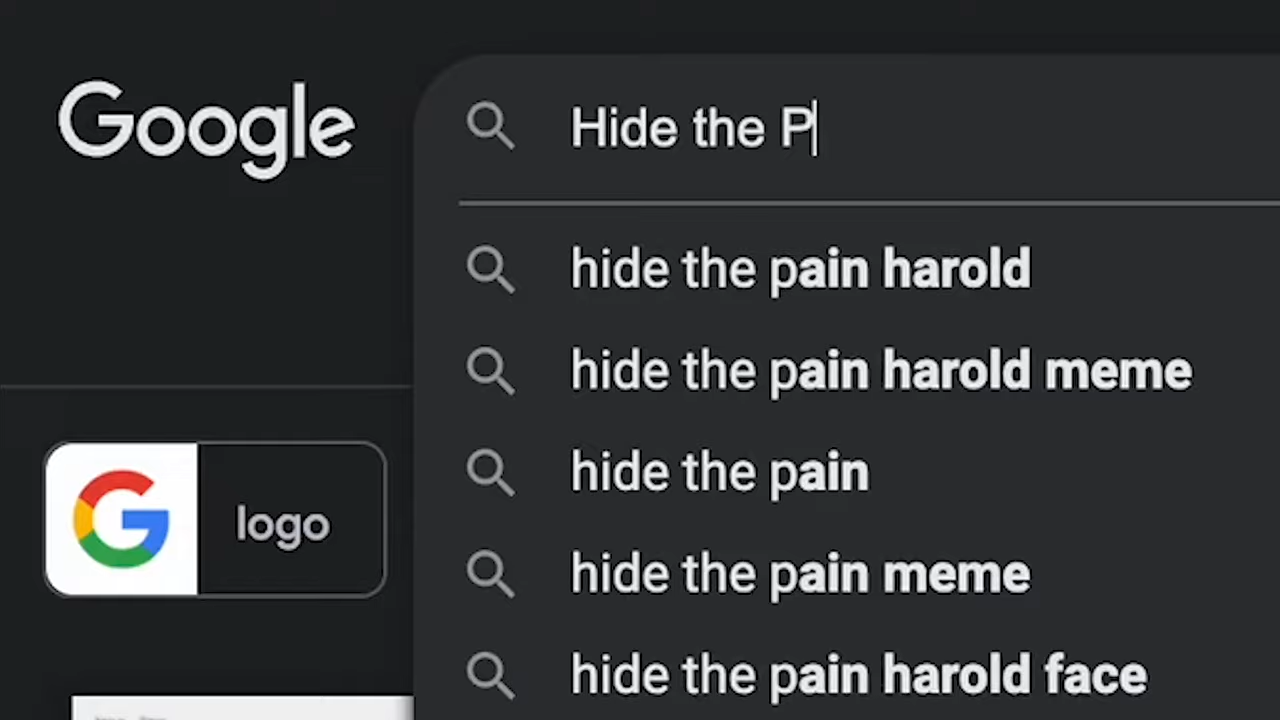 Google
Hide the P
hide the pain harold
hide the pain harold meme
hide the pain
logo
hide the pain meme
hide the pain harold face